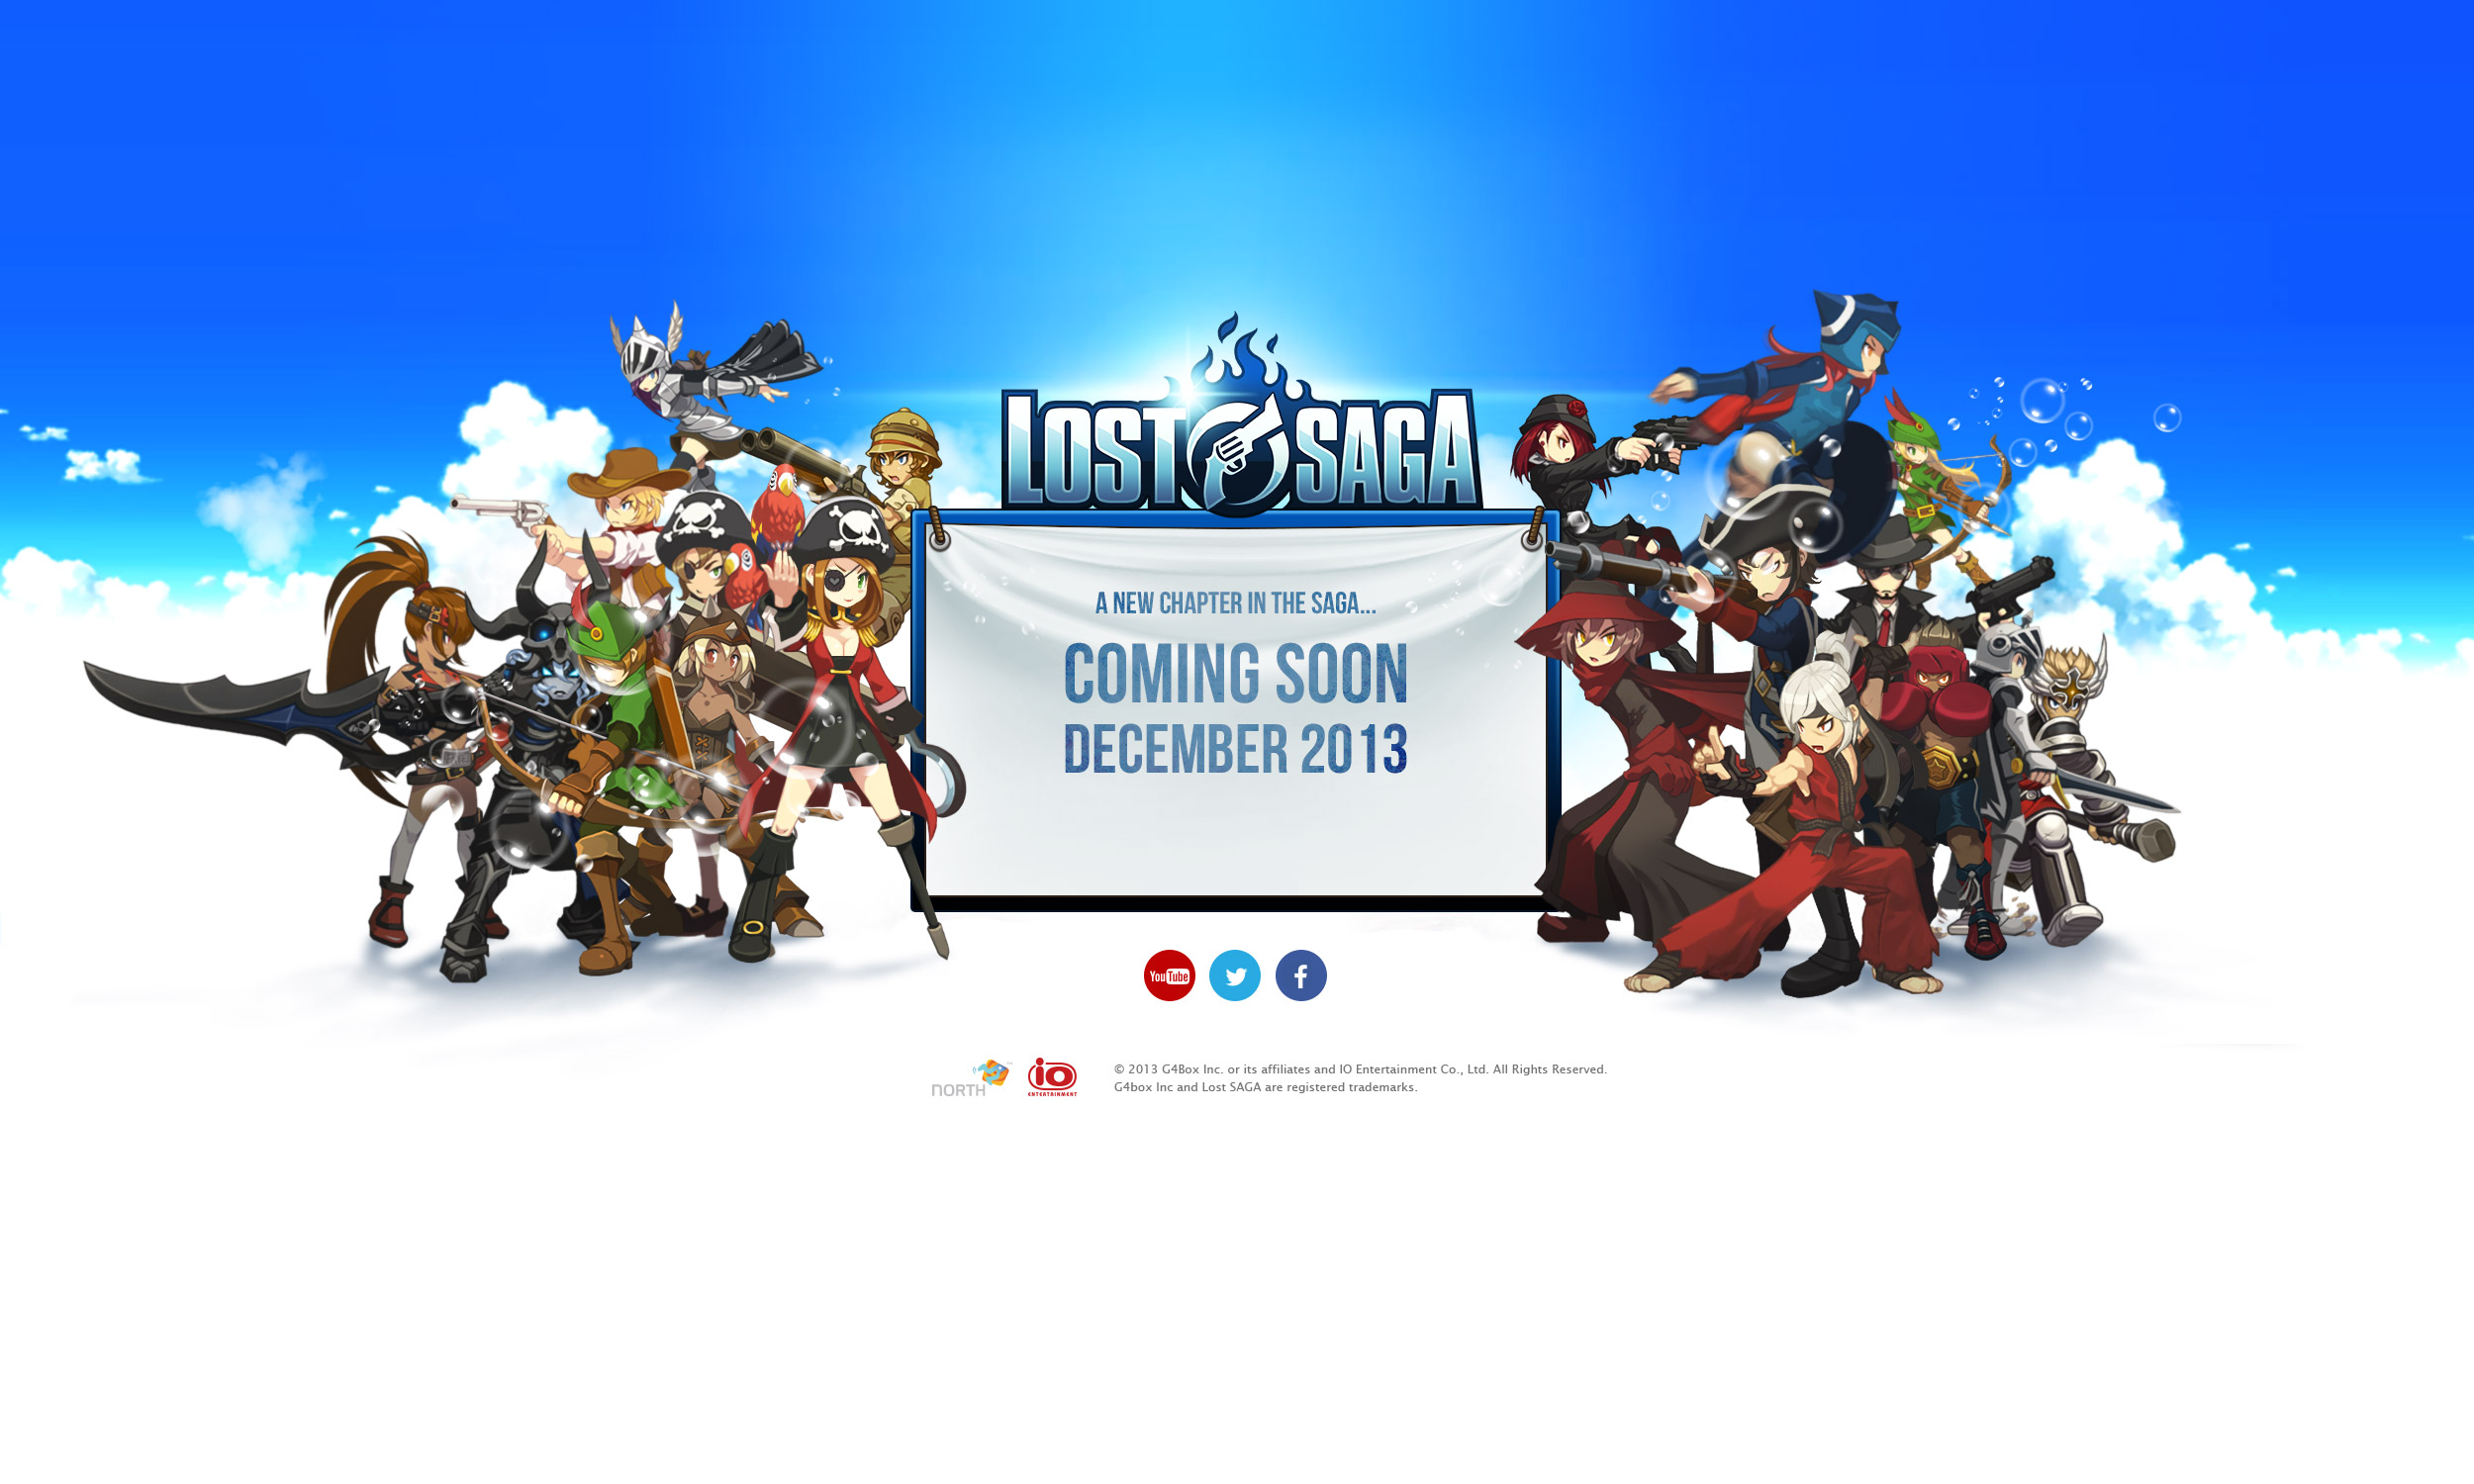 LOST SAGA
A NEW CHAPTER IN THE SAGA...
COMING SOON
DECEMBER 2013
YouTube
NORTH
io
ENTERTAINMENT
© 2013 G4Box Inc. or its affiliates and IO Entertainment Co., Ltd. All Rights Reserved.
G4box Inc and Lost SAGA are registered trademarks.